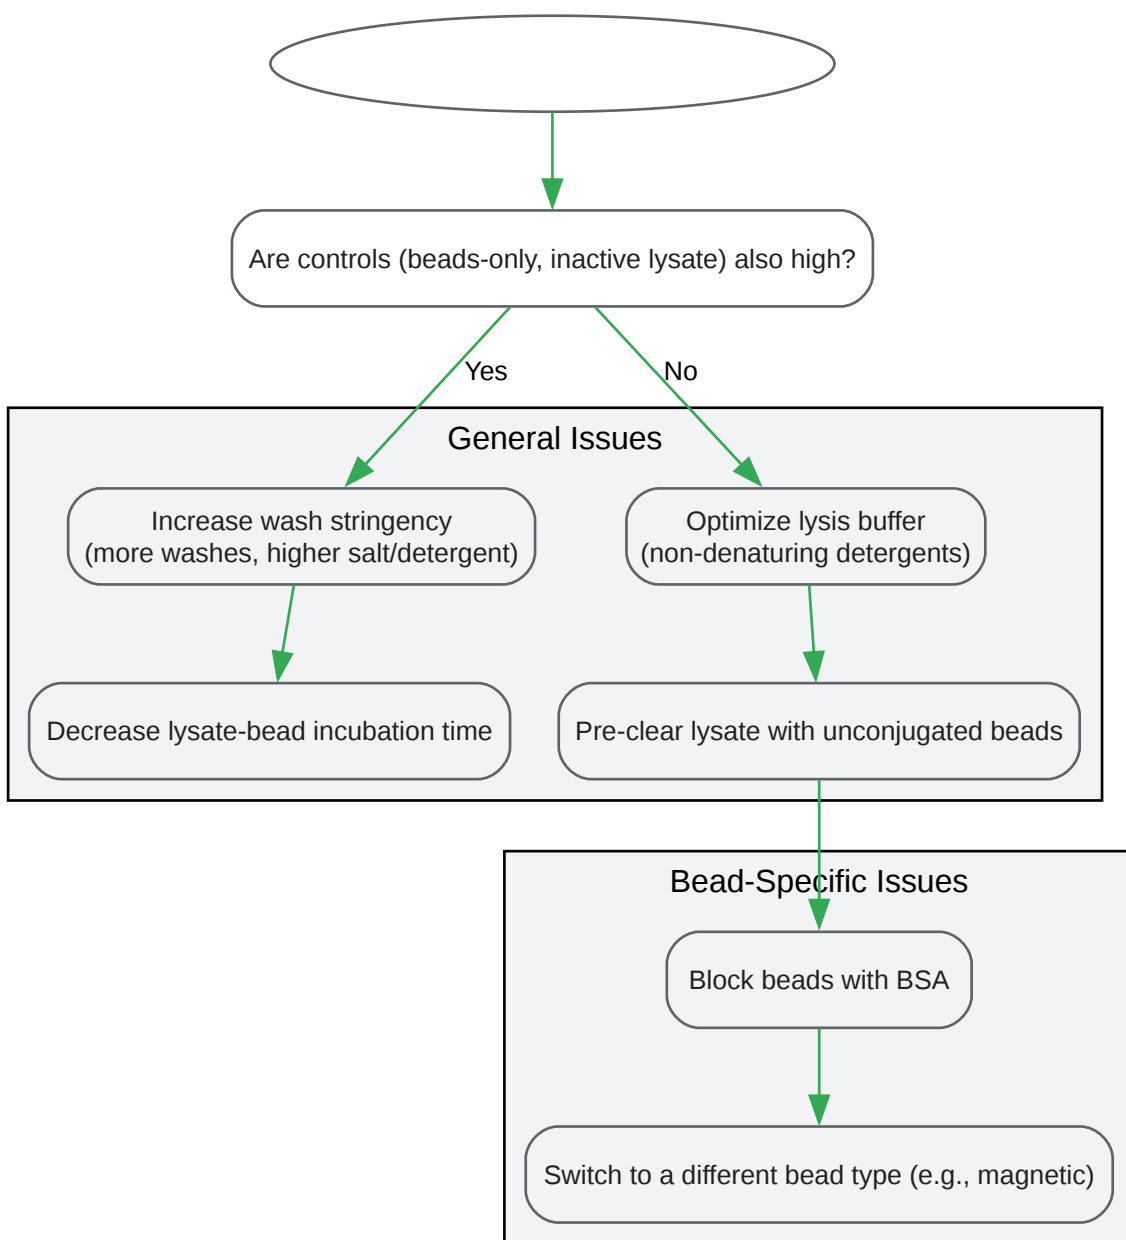 Are controls (beads-only, inactive lysate) also high?
Yes
No
General Issues
Increase wash stringency
(more washes, higher salt/detergent)
Optimize lysis buffer
(non-denaturing detergents)
Decrease lysate-bead incubation time
Pre-clear lysate with unconjugated beads
Bead-Specific Issues
Block beads with BSA
Switch to a different bead type (e.g., magnetic)